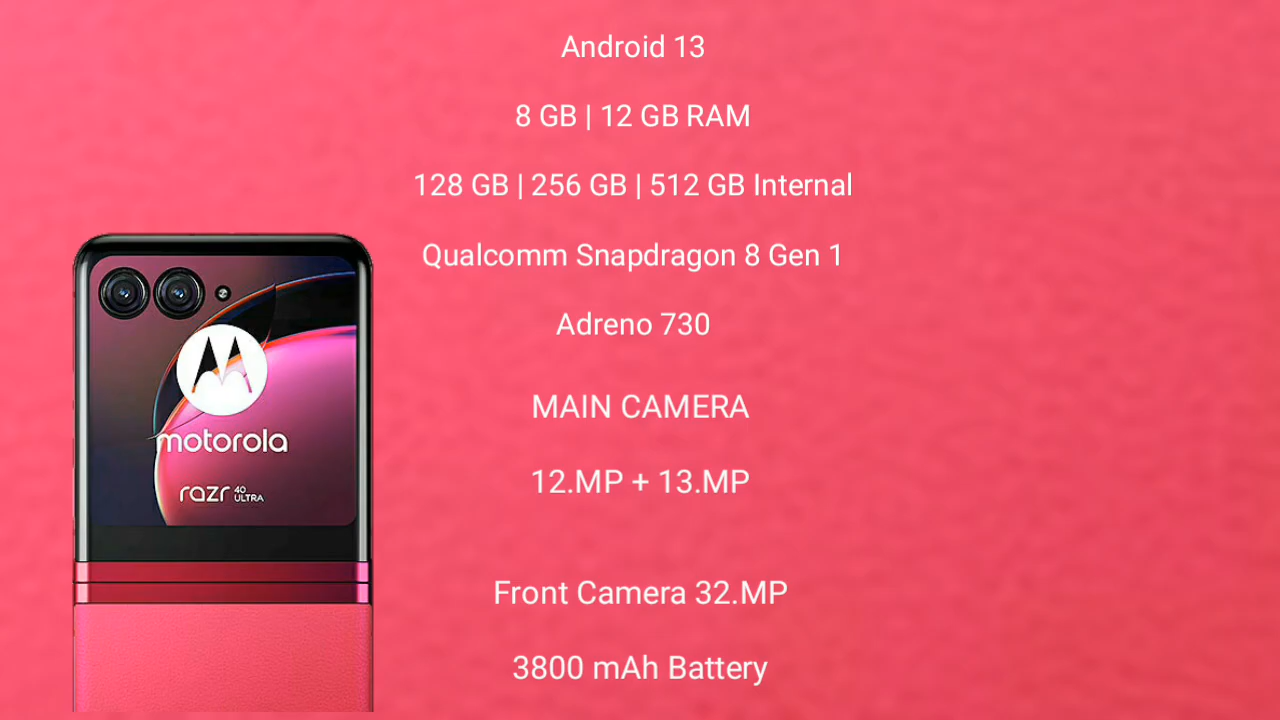 Android 13
8 GB | 12 GB RAM
128 GB | 256 GB | 512 GB Internal
Qualcomm Snapdragon 8 Gen 1
Adreno 730
MAIN CAMERA
12.MP + 13.MP
Front Camera 32.MP
3800 mAh Battery
motorola
razr 40 ULTRA